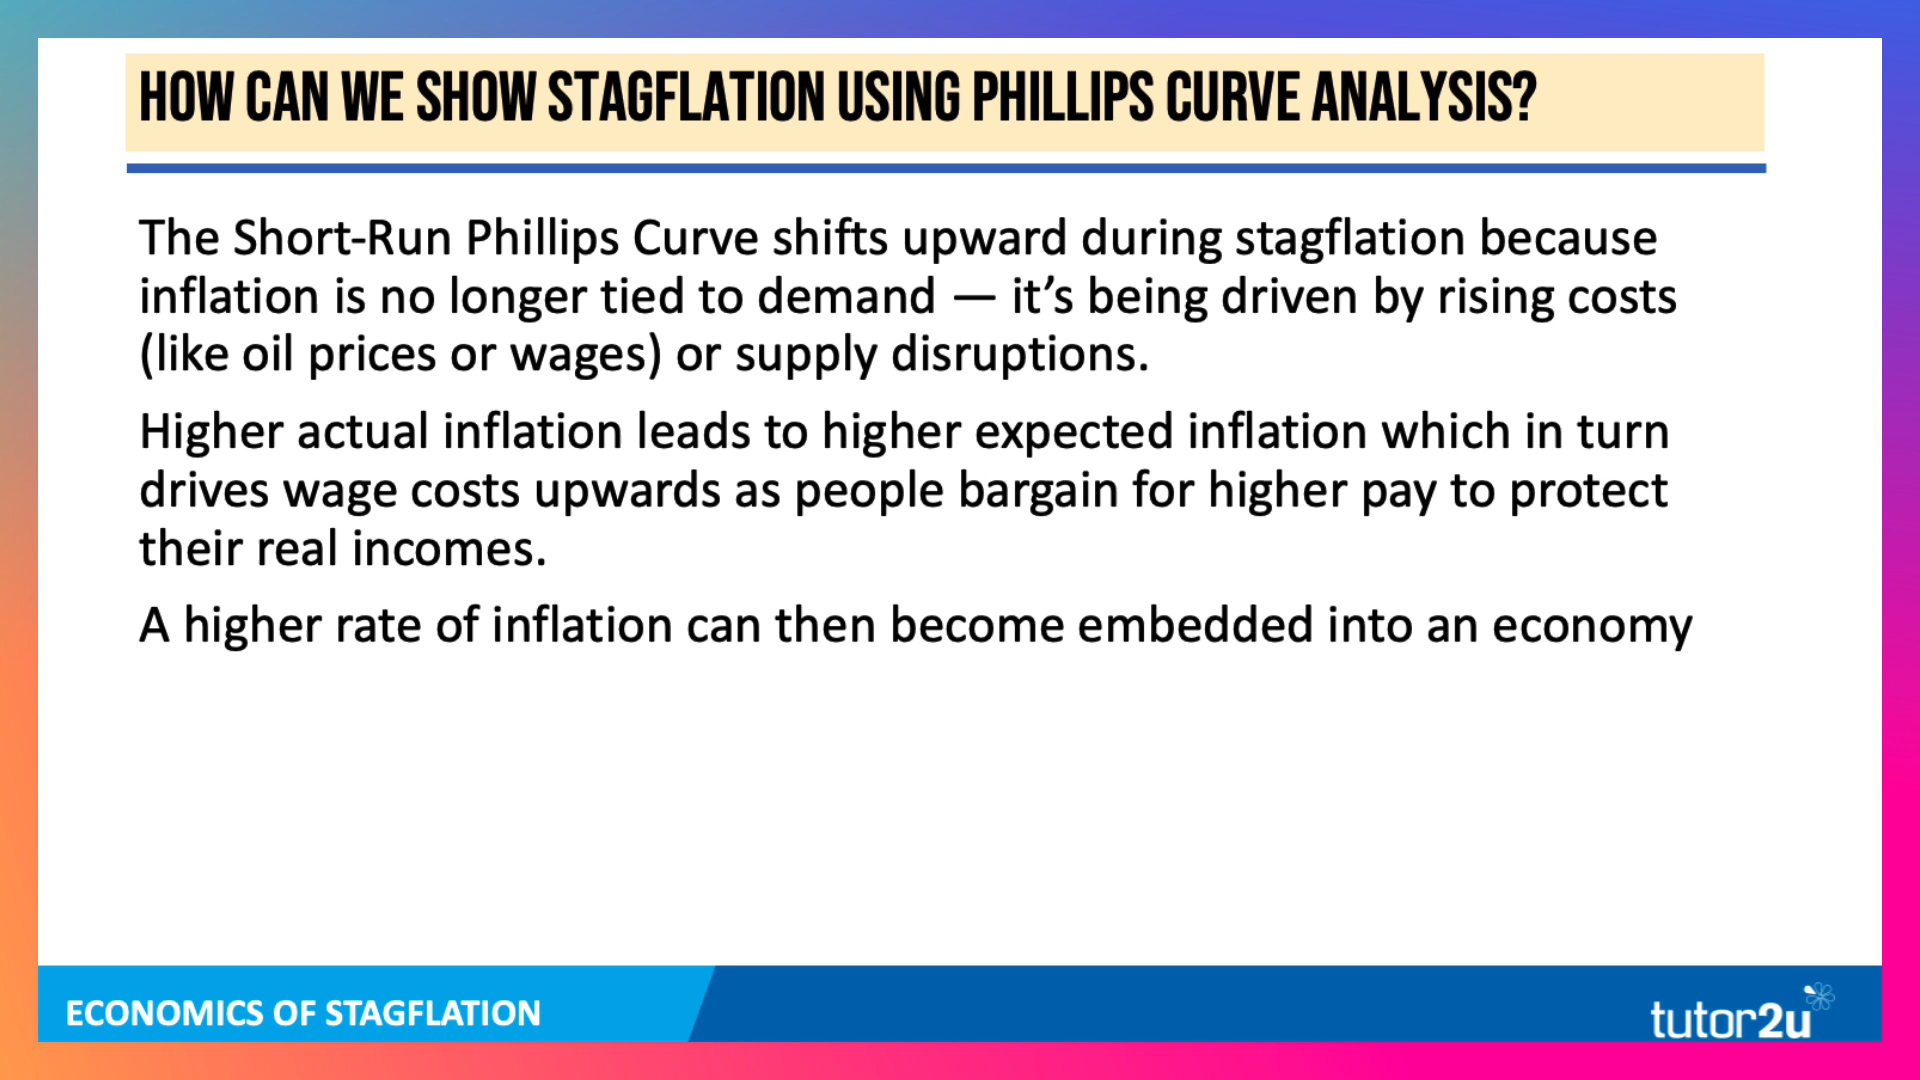 HOW CAN WE SHOW STAGFLATION USING PHILLIPS CURVE ANALYSIS?
The Short-Run Phillips Curve shifts upward during stagflation because
inflation is no longer tied to demand — it’s being driven by rising costs
(like oil prices or wages) or supply disruptions.
Higher actual inflation leads to higher expected inflation which in turn
drives wage costs upwards as people bargain for higher pay to protect
their real incomes.
A higher rate of inflation can then become embedded into an economy
ECONOMICS OF STAGFLATION
tutor2u